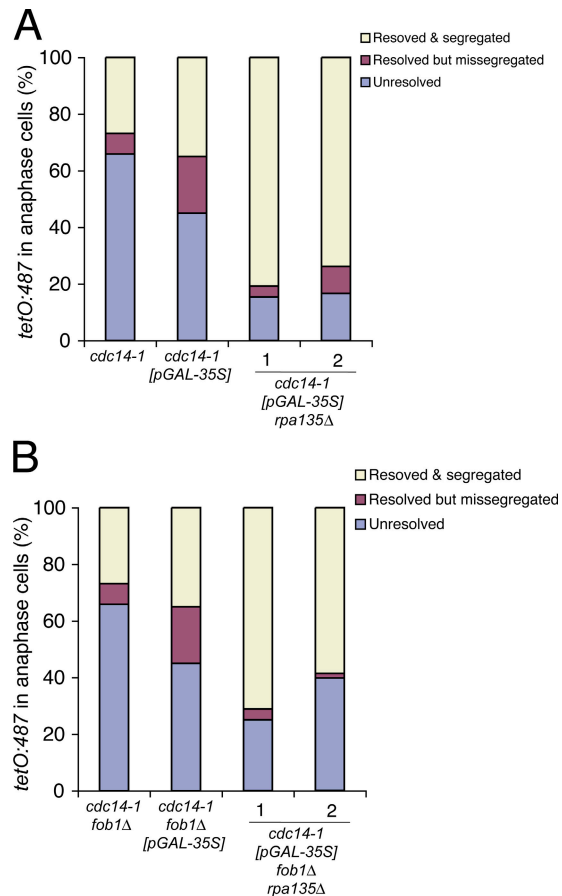 A
Resoved & segregated
Resolved but missegregated
Unresolved
tetO:487 in anaphase cells (%)
100
80
60
40
20
0
cdc14-1
cdc14-1
[pGAL-35S]
1 2
cdc14-1
[pGAL-35S]
rpa135Δ
B
Resoved & segregated
Resolved but missegregated
Unresolved
tetO:487 in anaphase cells (%)
100
80
60
40
20
0
cdc14-1
fob1Δ
cdc14-1
fob1Δ
[pGAL-35S]
1 2
cdc14-1
[pGAL-35S]
fob1Δ
rpa135Δ